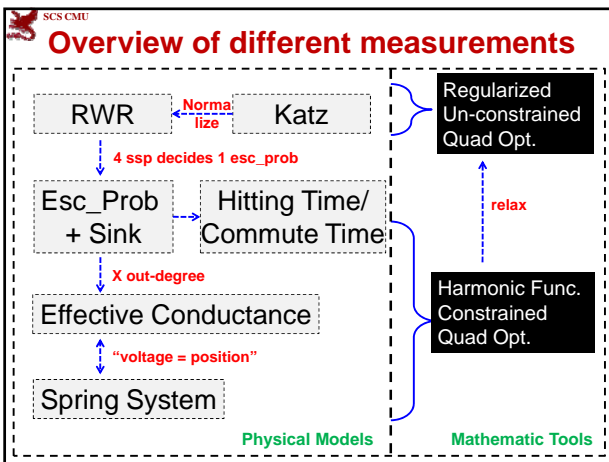 SCS CMU
Overview of different measurements
RWR
Norma
lize
Katz
Regularized
Un-constrained
Quad Opt.
4 ssp decides 1 esc_prob
Esc_Prob
+ Sink
Hitting Time/
Commute Time
relax
X out-degree
Effective Conductance
Harmonic Func.
Constrained
Quad Opt.
“voltage = position”
Spring System
Physical Models
Mathematic Tools